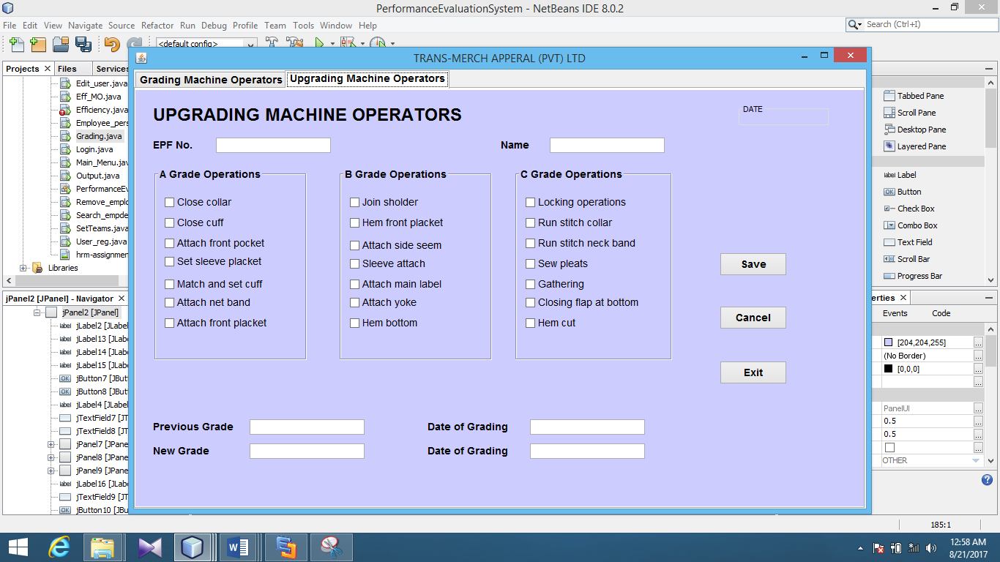 PerformanceEvaluationSystem - NetBeans IDE 8.0.2
File Edit View Navigate Source Refactor Run Debug Profile Team Tools Window Help
Search (Ctrl+I)
<default config>
TRANS-MERCH APPERAL (PVT) LTD
Projects Files Services
Edit_user.java
Eff_MO.java
Efficiency.java
Employee_pers
Grading.java
Login.java
Main_Menu.jav
Output.java
PerformanceEv
Remove_emplo
Search_empde
SetTeams.java
User_reg.java
hrm-assignmen
Libraries
jPanel2 [JPanel] - Navigator
jPanel2 [JPanel]
jLabel2 [JLabel
jLabel13 [JLabe
jLabel14 [JLabe
jLabel15 [JLabe
jButton7 [JButt
jButton8 [JButt
jLabel4 [JLabel
jTextField7 [JT
jTextField8 [JT
jPanel7 [JPane
jPanel8 [JPane
jPanel9 [JPane
jLabel16 [JLabe
jTextField9 [JT
jButton10 [JBu
Grading Machine Operators Upgrading Machine Operators
UPGRADING MACHINE OPERATORS
DATE
EPF No. Name
A Grade Operations
Close collar
Close cuff
Attach front pocket
Set sleeve placket
Match and set cuff
Attach net band
Attach front placket
B Grade Operations
Join sholder
Hem front placket
Attach side seem
Sleeve attach
Attach main label
Attach yoke
Hem bottom
C Grade Operations
Locking operations
Run stitch collar
Run stitch neck band
Sew pleats
Gathering
Closing flap at bottom
Hem cut
Save
Cancel
Exit
Previous Grade Date of Grading
New Grade Date of Grading
Tabbed Pane
Scroll Pane
Desktop Pane
Layered Pane
label Label
OK Button
Check Box
Combo Box
Text Field
Scroll Bar
Progress Bar
erties
Events Code
[204,204,255]
(No Border)
[0,0,0]
PanelUI
0.5
0.5
OTHER
185:1
12:58 AM
8/21/2017